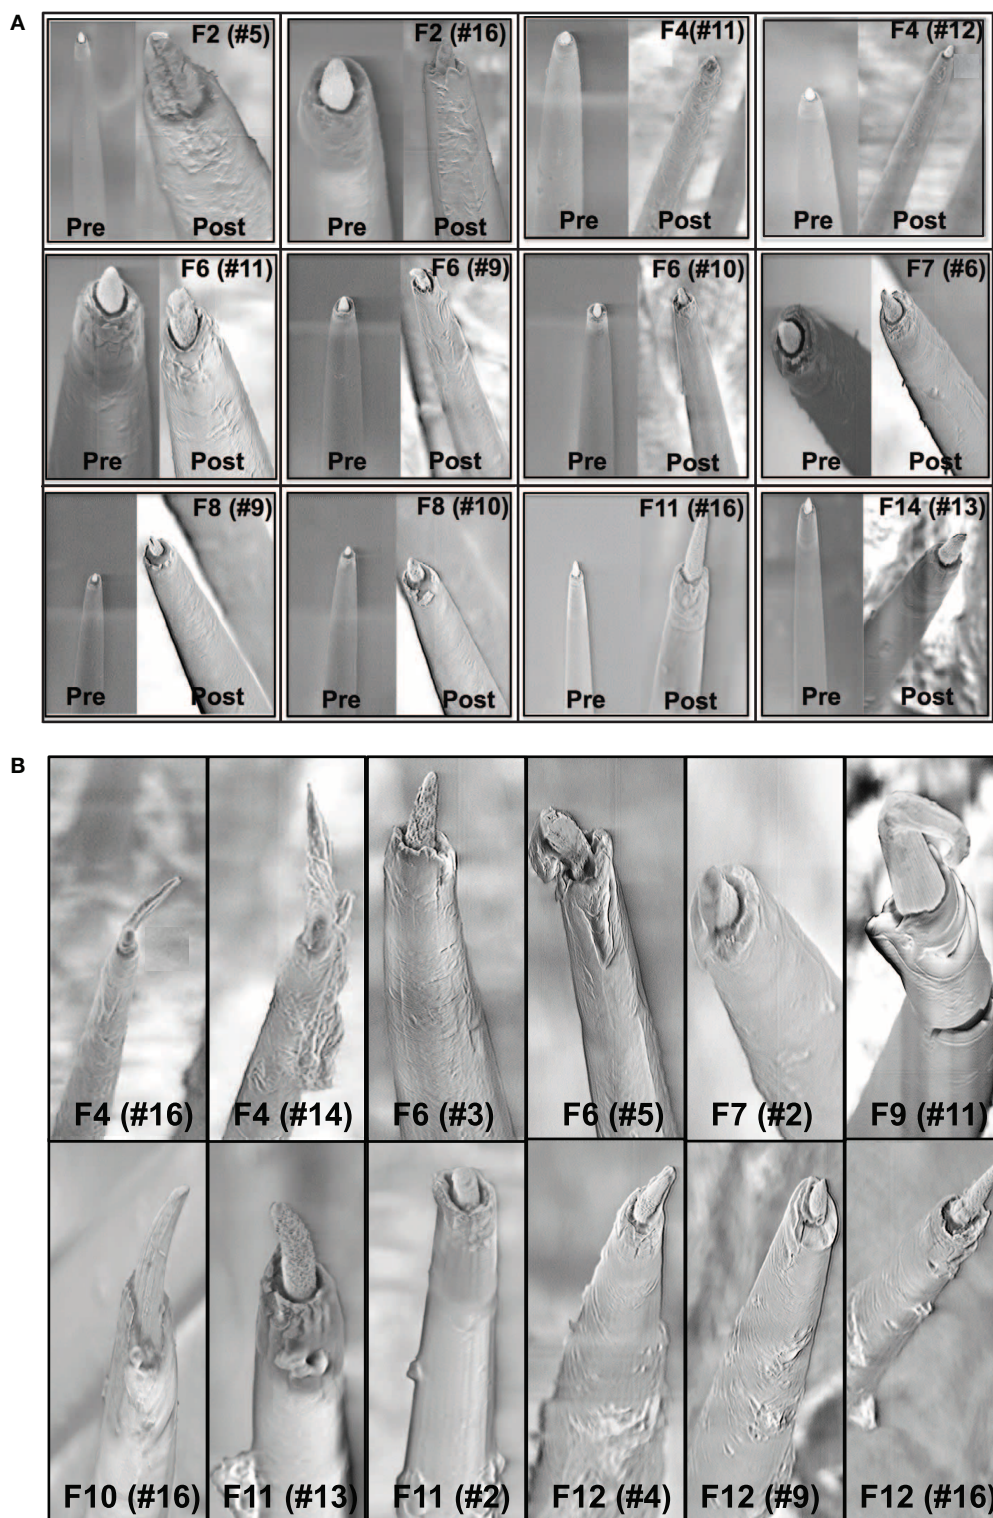 A
F2 (#5)
F2 (#16)
F4(#11)
F4 (#12)
Pre
Post
Pre
Post
Pre
Post
Pre
Post
F6 (#11)
F6 (#9)
F6 (#10)
F7 (#6)
Pre
Post
Pre
Post
Pre
Post
Pre
Post
F8 (#9)
F8 (#10)
F11 (#16)
F14 (#13)
Pre
Post
Pre
Post
Pre
Post
Pre
Post
B
F4 (#16)
F4 (#14)
F6 (#3)
F6 (#5)
F7 (#2)
F9 (#11)
F10 (#16)
F11 (#13)
F11 (#2)
F12 (#4)
F12 (#9)
F12 (#16)